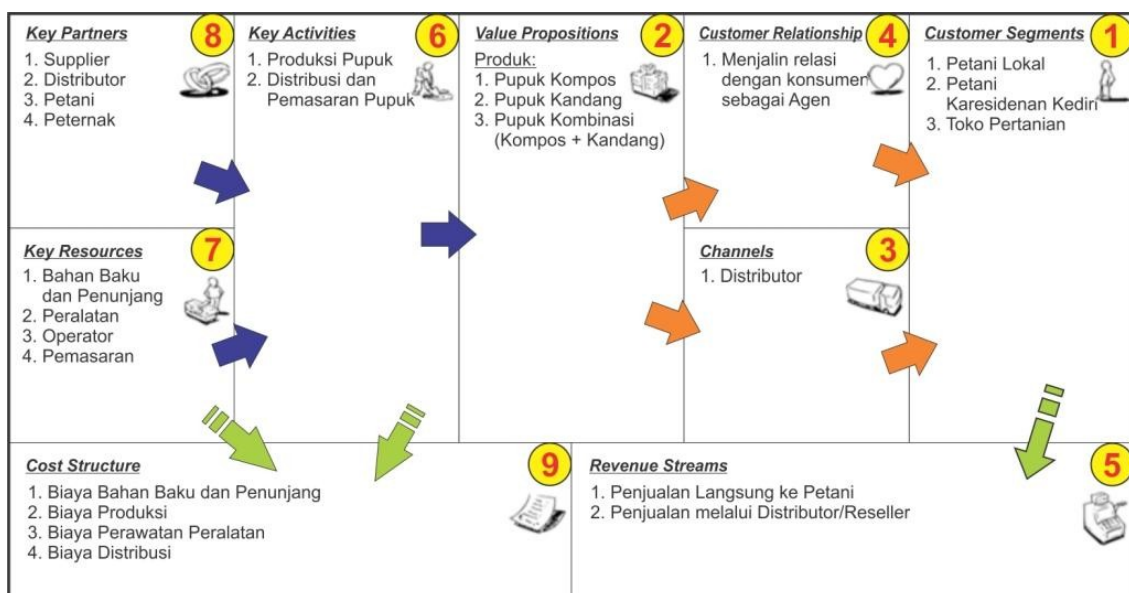 Key Partners
8
1. Supplier
2. Distributor
3. Petani
4. Peternak
Key Activities
6
1. Produksi Pupuk
2. Distribusi dan
Pemasaran Pupuk
Value Propositions
2
Produk:
1. Pupuk Kompos
2. Pupuk Kandang
3. Pupuk Kombinasi
(Kompos + Kandang)
Customer Relationship
4
1. Menjalin relasi
dengan konsumen
sebagai Agen
Customer Segments
1
1. Petani Lokal
2. Petani
Karesidenan Kediri
3. Toko Pertanian
Key Resources
7
1. Bahan Baku
dan Penunjang
2. Peralatan
3. Operator
4. Pemasaran
Channels
3
1. Distributor
Cost Structure
9
1. Biaya Bahan Baku dan Penunjang
2. Biaya Produksi
3. Biaya Perawatan Peralatan
4. Biaya Distribusi
Revenue Streams
5
1. Penjualan Langsung ke Petani
2. Penjualan melalui Distributor/Reseller